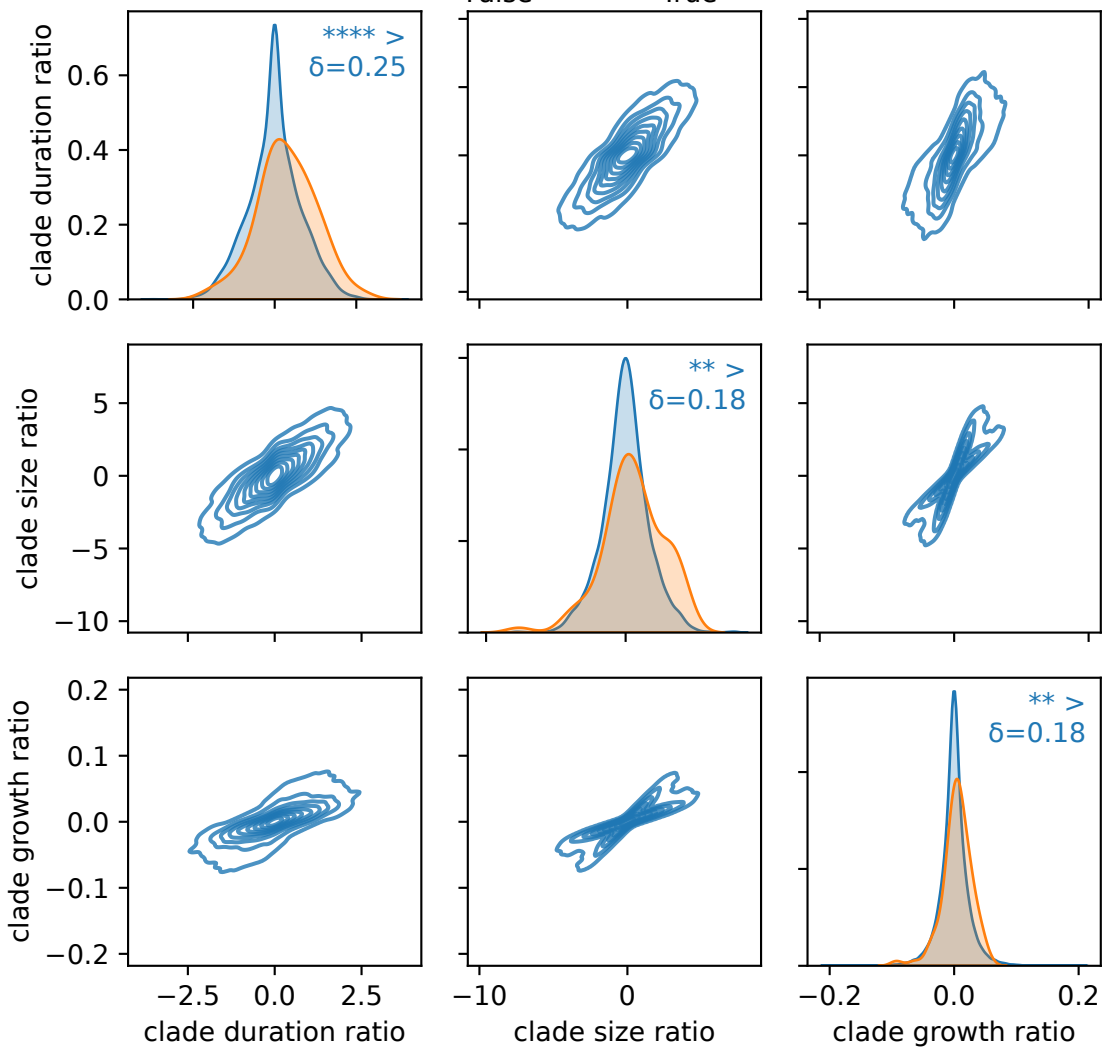 False True
clade duration ratio
0.6
0.4
0.2
0.0
**** >
δ=0.25
clade size ratio
5
0
−5
−10
** >
δ=0.18
clade growth ratio
0.2
0.1
0.0
−0.1
−0.2
** >
δ=0.18
−2.5 0.0 2.5
−10 0
−0.2 0.0 0.2
clade duration ratio
clade size ratio
clade growth ratio